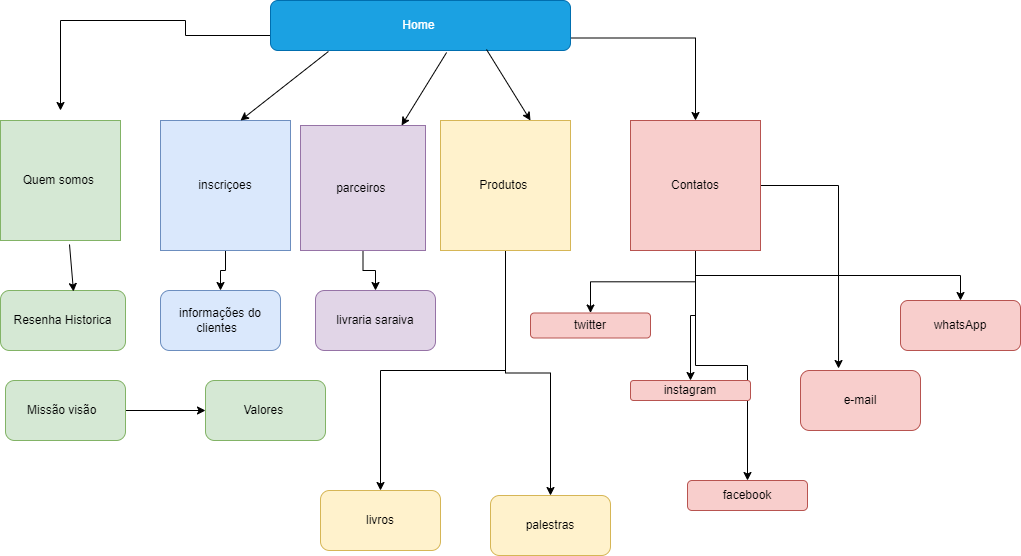 Home
Quem somos
inscriçoes
parceiros
Produtos
Contatos
Resenha Historica
informações do
clientes
livraria saraiva
twitter
whatsApp
instagram
e-mail
Missão visão
Valores
facebook
livros
palestras